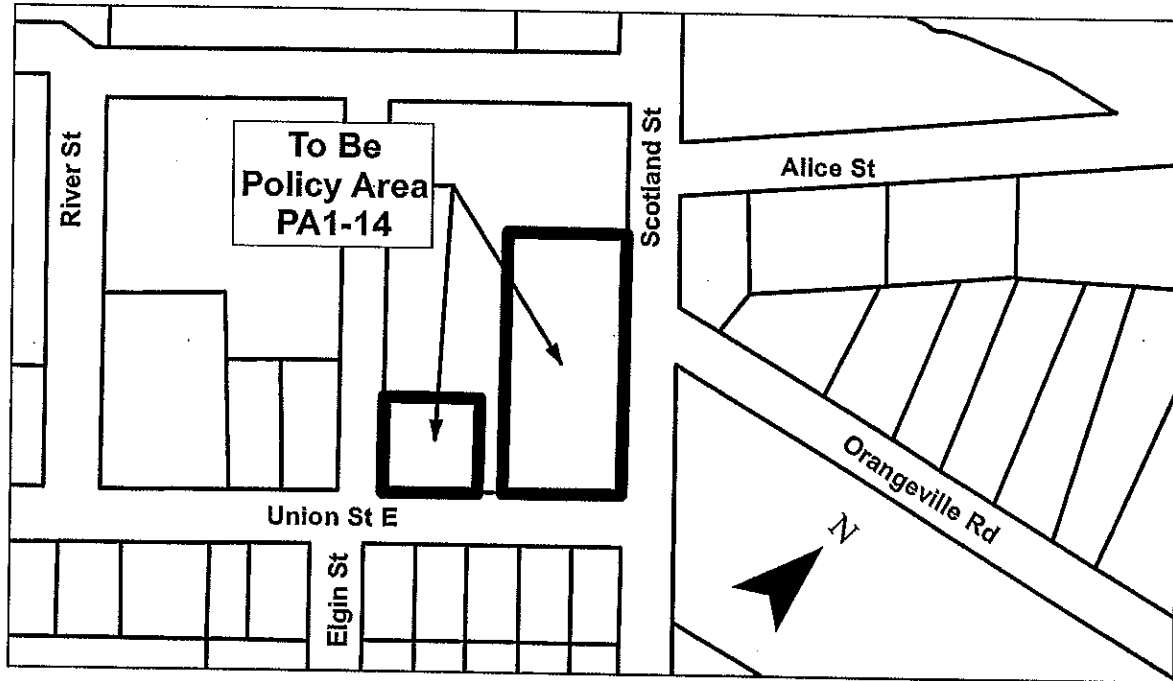 To Be
Policy Area
PA1-14
River St
Scotland St
Alice St
Orangeville Rd
Union St E
Elgin St
N